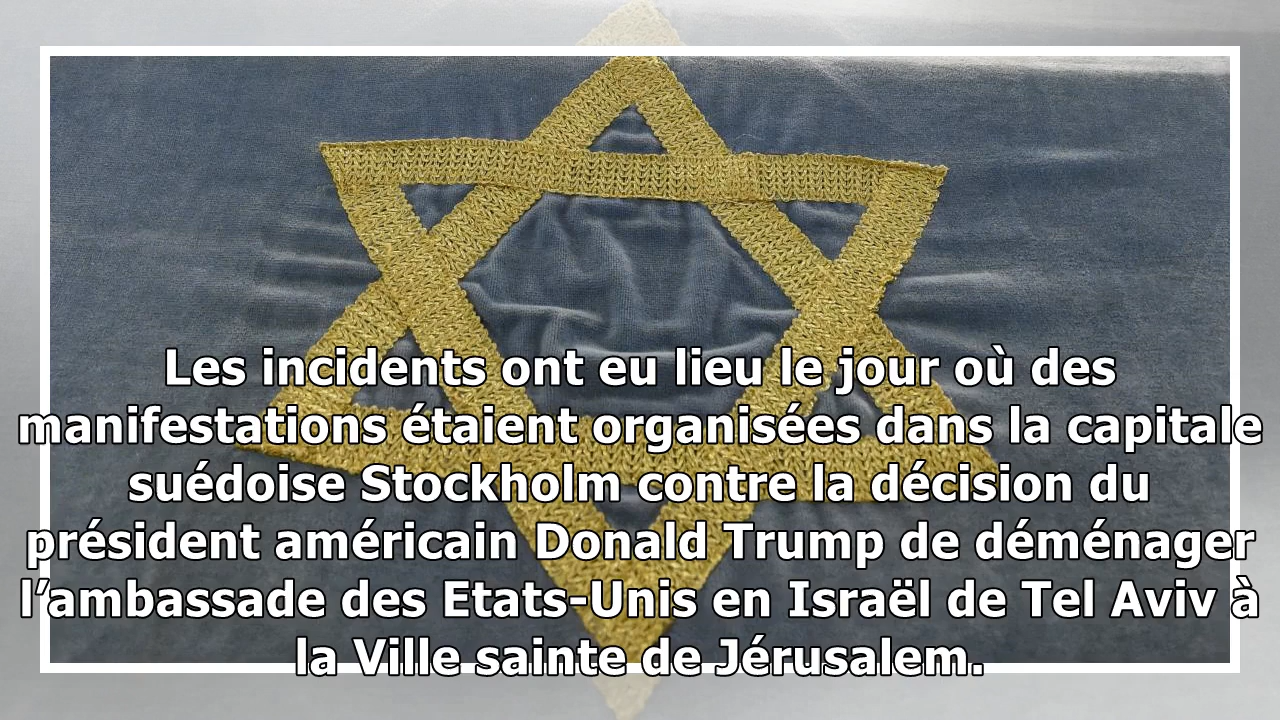 Les incidents ont eu lieu le jour où des
manifestations étaient organisées dans la capitale
suédoise Stockholm contre la décision du
président américain Donald Trump de déménager
l’ambassade des Etats-Unis en Israël de Tel Aviv à
la Ville sainte de Jérusalem.